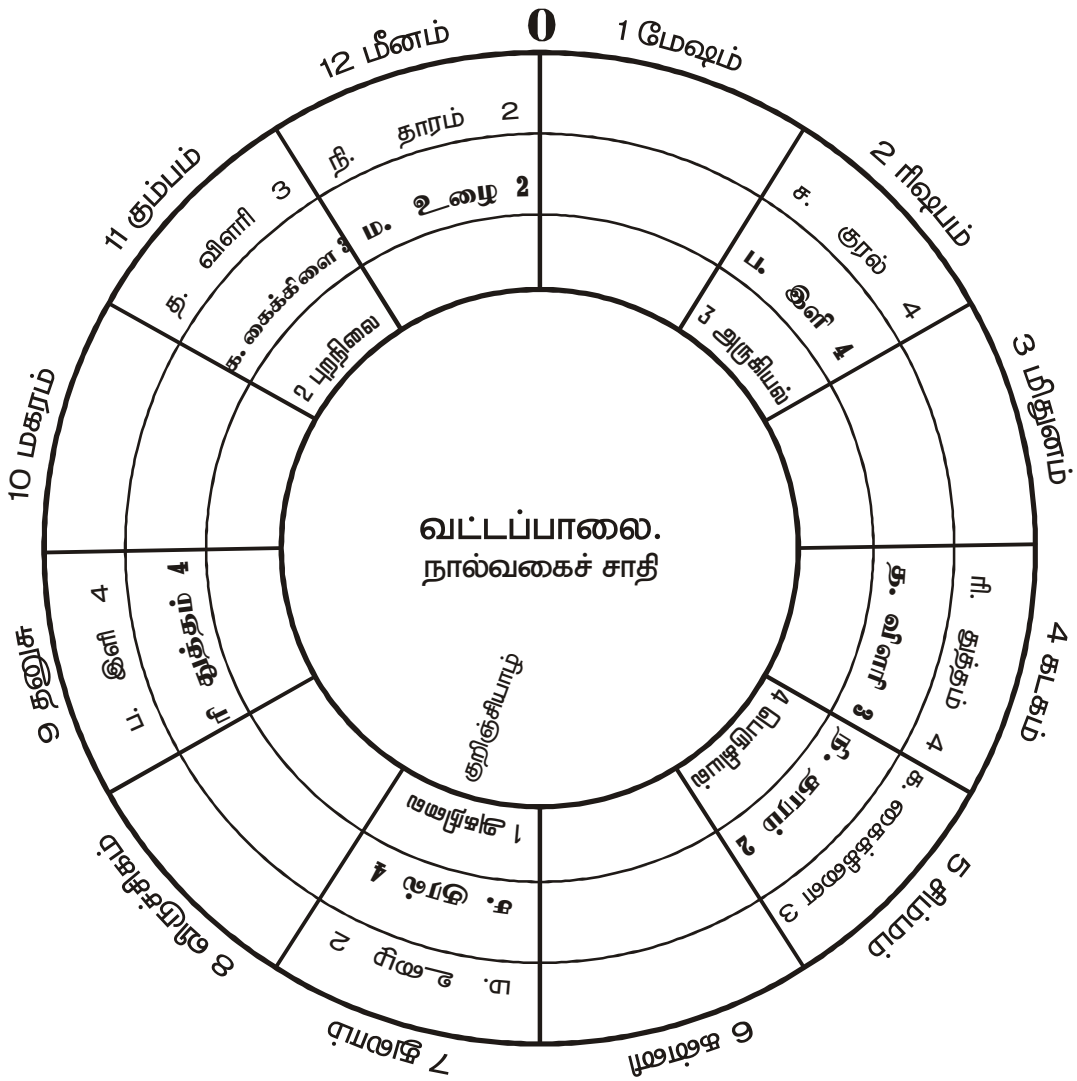 0
1 மேஷம்
2 ரிஷபம்
3 மிதுனம்
4 கடகம்
5 சிம்மம்
6 கன்னி
7 துலாம்
8 விருச்சிகம்
9 தனுசு
10 மகரம்
11 கும்பம்
12 மீனம்
ச. குரல் 4
ரி. துத்தம் 4
க. கைக்கிளை 3
ம. உழை 2
ப. இளி 4
த. விளரி 3
நி. தாரம் 2
ப. இளி 4
த. விளரி 3
நி. தாரம் 2
ச. குரல் 4
ரி துத்தம் 4
க. கைக்கிளை 3
ம. உழை 2
3 அருகியல்
4 பெருகியல்
1 அகநிலை
2 புறநிலை
வட்டப்பாலை.
நால்வகைச் சாதி
குறிஞ்சியாழ்